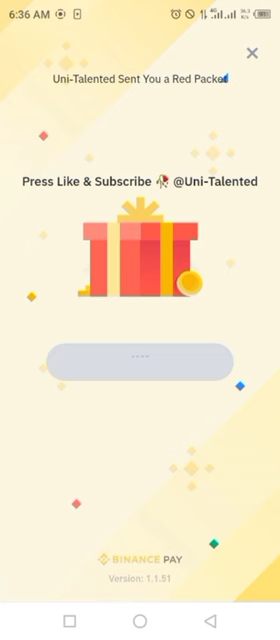 6:36 AM
Uni-Talented Sent You a Red Packet
Press Like & Subscribe 🥀 @Uni-Talented
****
BINANCE PAY
Version: 1.1.51